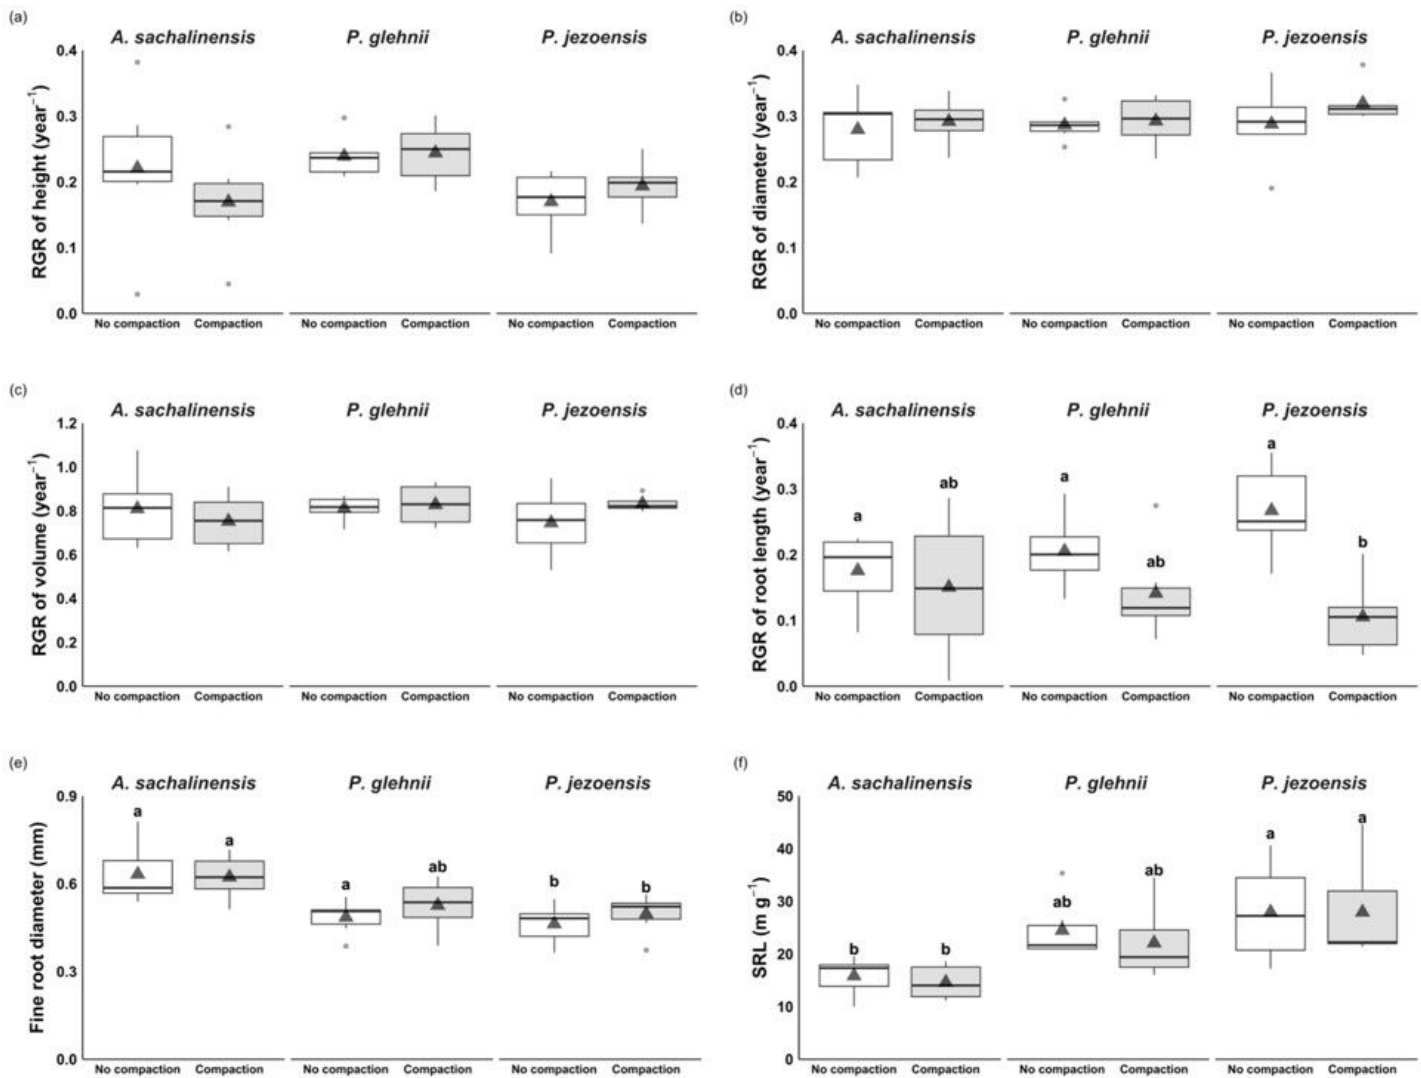 (a)
A. sachalinensis P. glehnii P. jezoensis
RGR of height (year⁻¹)
0.4
0.3
0.2
0.1
0.0
No compaction Compaction No compaction Compaction No compaction Compaction
(b)
A. sachalinensis P. glehnii P. jezoensis
RGR of diameter (year⁻¹)
0.4
0.3
0.2
0.1
0.0
No compaction Compaction No compaction Compaction No compaction Compaction
(c)
A. sachalinensis P. glehnii P. jezoensis
RGR of volume (year⁻¹)
1.2
1.0
0.8
0.6
0.4
0.2
0.0
No compaction Compaction No compaction Compaction No compaction Compaction
(d)
A. sachalinensis P. glehnii P. jezoensis
RGR of root length (year⁻¹)
0.4
0.3
0.2
0.1
0.0
a ab a ab a b
No compaction Compaction No compaction Compaction No compaction Compaction
(e)
A. sachalinensis P. glehnii P. jezoensis
Fine root diameter (mm)
0.9
0.6
0.3
0.0
a a a ab b b
No compaction Compaction No compaction Compaction No compaction Compaction
(f)
A. sachalinensis P. glehnii P. jezoensis
SRL (m g⁻¹)
50
40
30
20
10
0
b b ab ab a a
No compaction Compaction No compaction Compaction No compaction Compaction